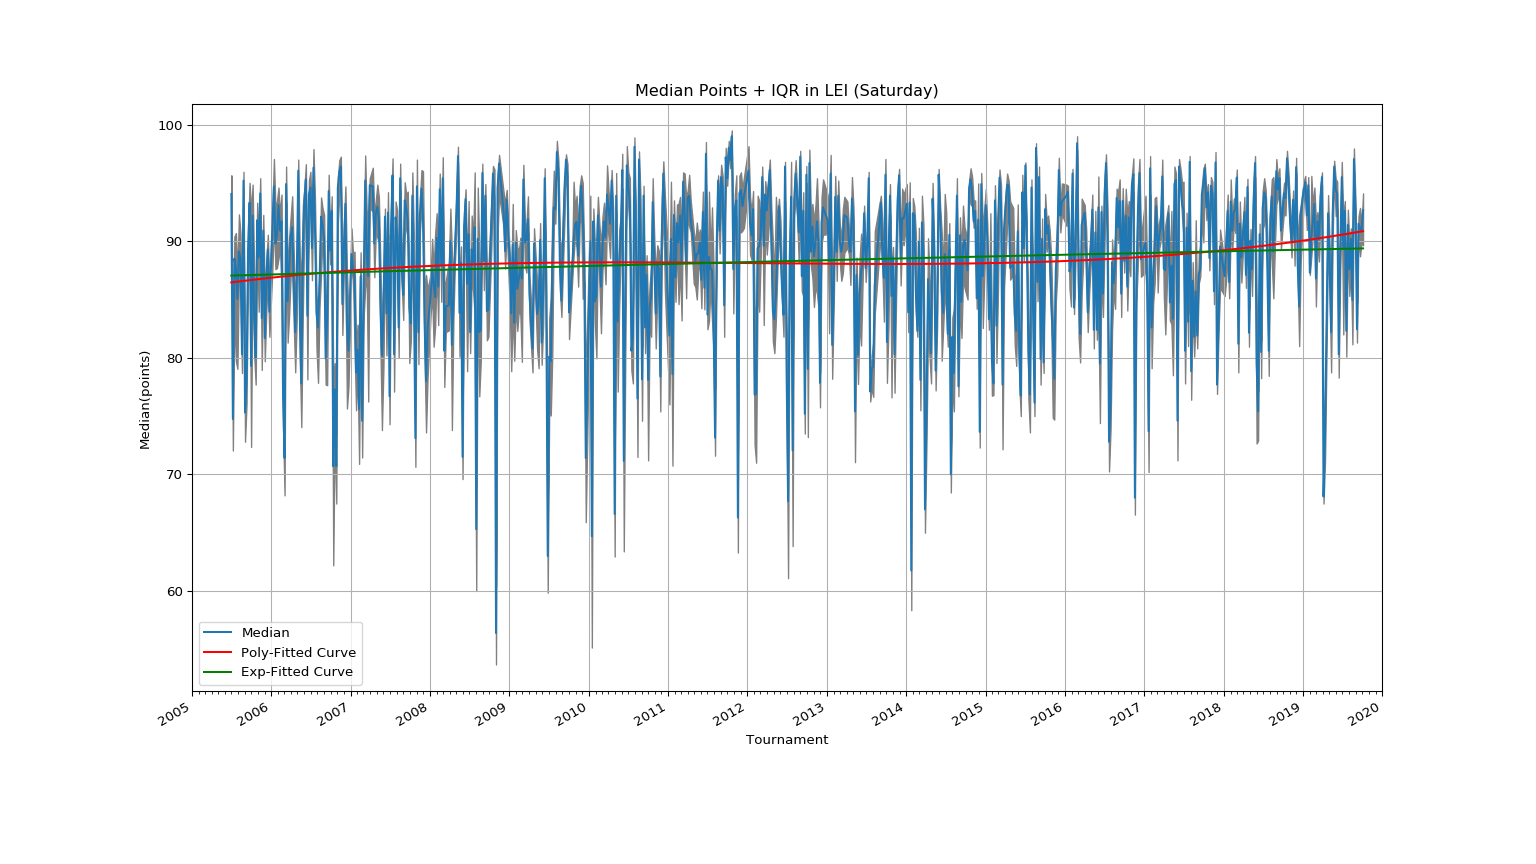 Median Points + IQR in LEI (Saturday)
100
90
80
70
60
Median(points)
Median
Poly-Fitted Curve
Exp-Fitted Curve
2005 2006 2007 2008 2009 2010 2011 2012 2013 2014 2015 2016 2017 2018 2019 2020
Tournament